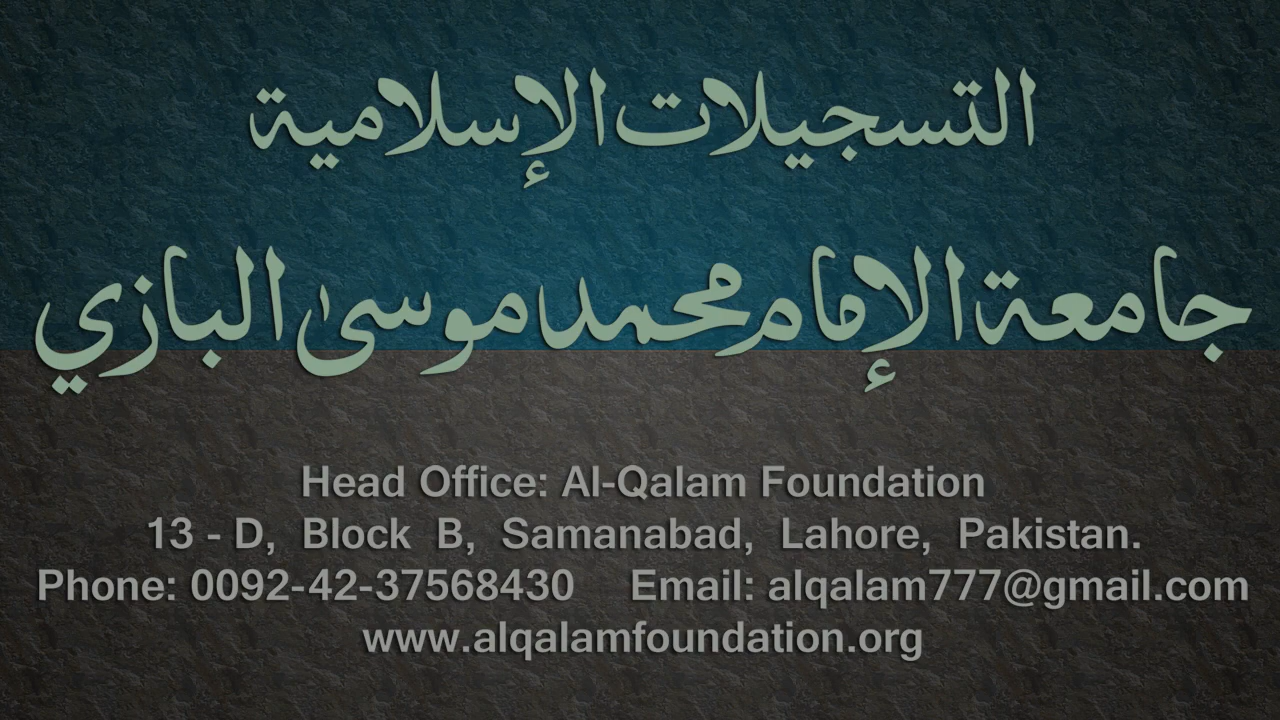 التسجيلات الإسلامية
جامعة الإمام محمد موسىٰ البازي
Head Office: Al-Qalam Foundation
13 - D, Block B, Samanabad, Lahore, Pakistan.
Phone: 0092-42-37568430 Email: alqalam777@gmail.com
www.alqalamfoundation.org